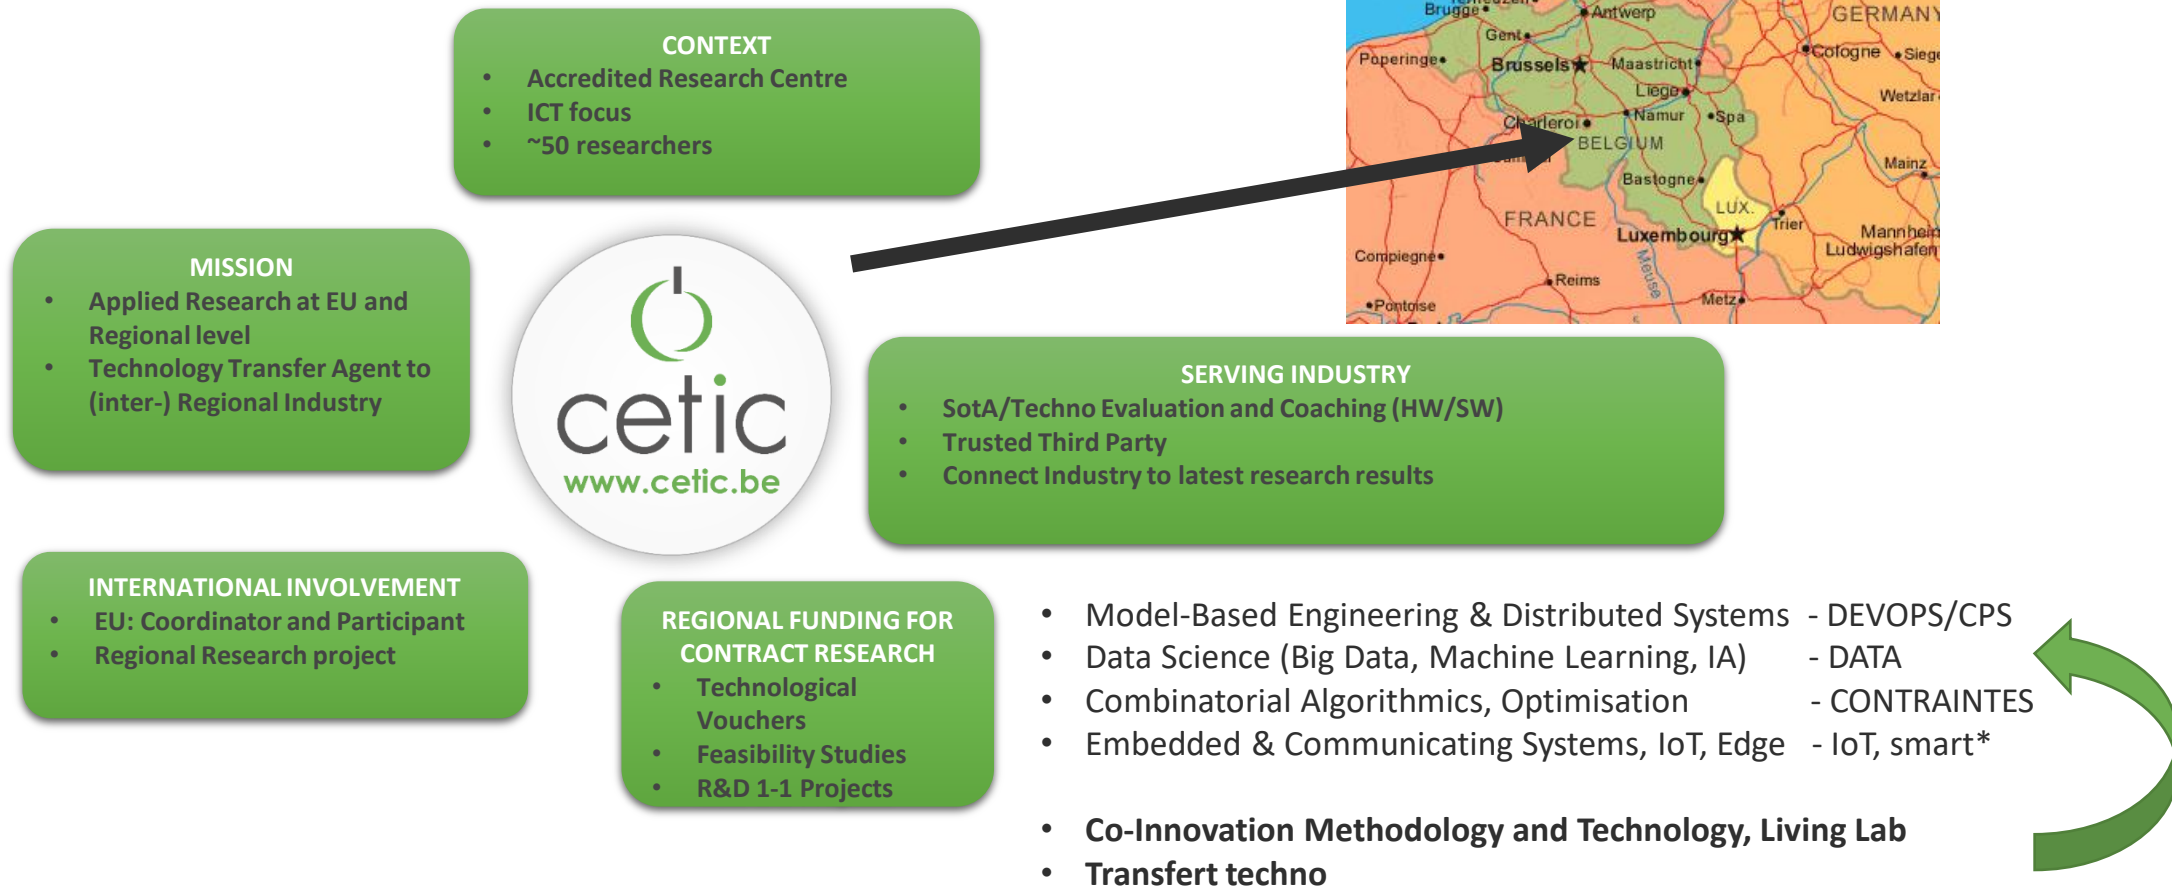 CONTEXT
• Accredited Research Centre
• ICT focus
• ~50 researchers
MISSION
• Applied Research at EU and
Regional level
• Technology Transfer Agent to
(inter-) Regional Industry
cetic
www.cetic.be
Brugge
Antwerp
GERMANY
Gent
Cologne
Poperinge
Brussels
Maastricht
Liege
Wetzlar
Charleroi
Namur
Spa
BELGIUM
Mainz
Bastogne
FRANCE
LUX.
Luxembourg
Trier
Mannheim
Ludwigshafen
Compiegne
Meuse
Reims
Pontoise
Metz
SERVING INDUSTRY
• SotA/Techno Evaluation and Coaching (HW/SW)
• Trusted Third Party
• Connect Industry to latest research results
INTERNATIONAL INVOLVEMENT
• EU: Coordinator and Participant
• Regional Research project
REGIONAL FUNDING FOR
CONTRACT RESEARCH
• Technological
Vouchers
• Feasibility Studies
• R&D 1-1 Projects
• Model-Based Engineering & Distributed Systems - DEVOPS/CPS
• Data Science (Big Data, Machine Learning, IA) - DATA
• Combinatorial Algorithmics, Optimisation - CONTRAINTES
• Embedded & Communicating Systems, IoT, Edge - IoT, smart*
• Co-Innovation Methodology and Technology, Living Lab
• Transfert techno